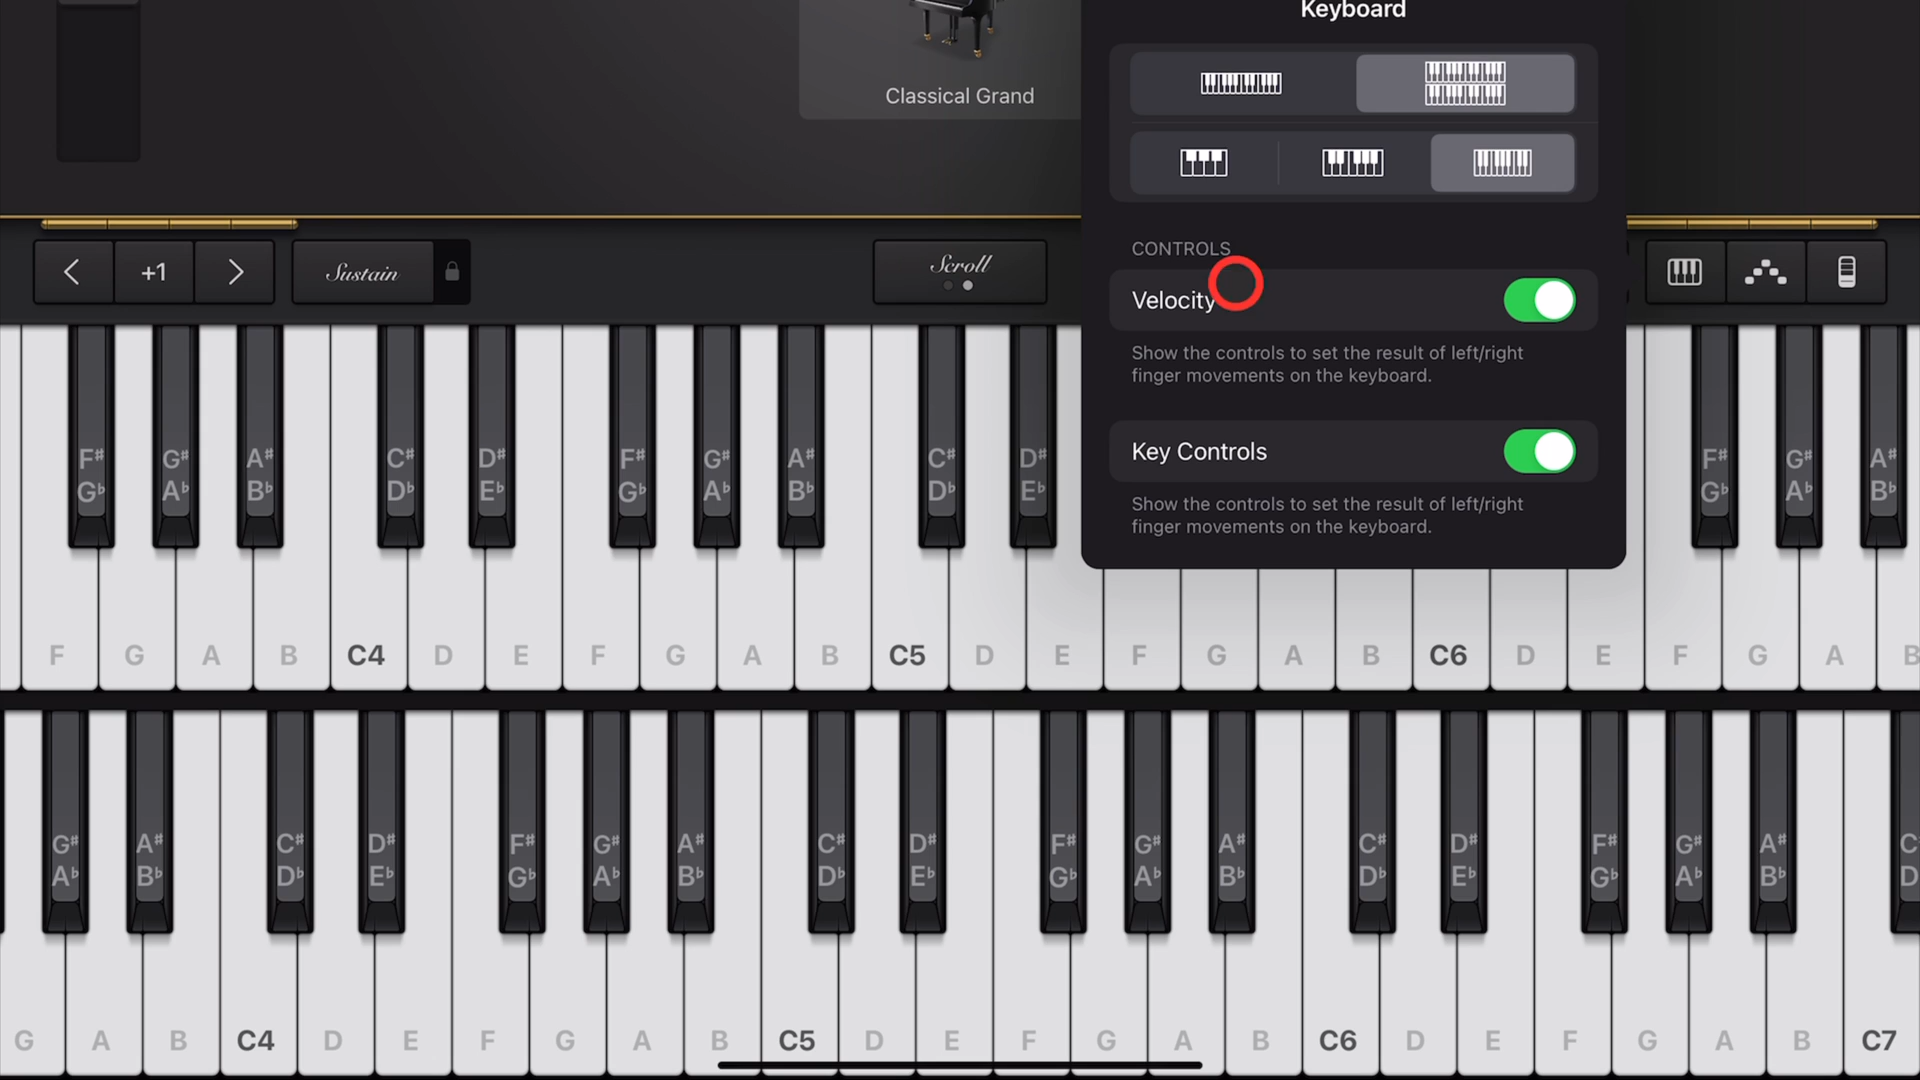 Keyboard
Classical Grand
CONTROLS
+1
Sustain
Scroll
Velocity
Show the controls to set the result of left/right
finger movements on the keyboard.
Key Controls
Show the controls to set the result of left/right
finger movements on the keyboard.
F♯ G♯ A♯ C♯ D♯ F♯ G♯ A♯ C♯ D♯ F♯ G♯ A♯
G♭ A♭ B♭ D♭ E♭ G♭ A♭ B♭ D♭ E♭ G♭ A♭ B♭
F G A B C4 D E F G A B C5 D E F G A B C6 D E F G A B
G♯ A♯ C♯ D♯ F♯ G♯ A♯ C♯ D♯ F♯ G♯ A♯ C♯ D♯ F♯ G♯ A♯ C
A♭ B♭ D♭ E♭ G♭ A♭ B♭ D♭ E♭ G♭ A♭ B♭ D♭ E♭ G♭ A♭ B♭ D
G A B C4 D E F G A B C5 D E F G A B C6 D E F G A B C7